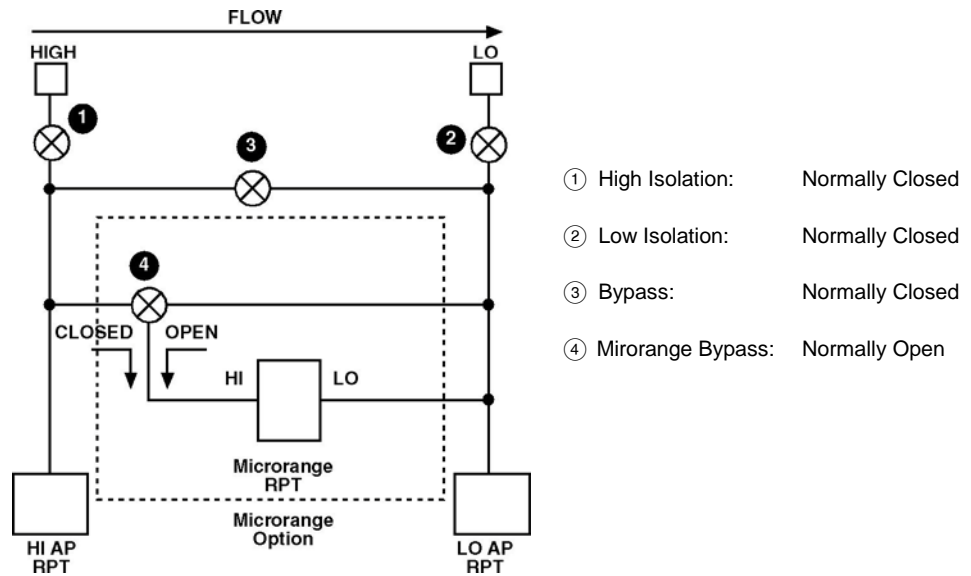 FLOW
HIGH
LO
1
2
3
4
CLOSED
OPEN
HI
LO
Microrange
RPT
Microrange
Option
HI AP
RPT
LO AP
RPT
1 High Isolation: Normally Closed
2 Low Isolation: Normally Closed
3 Bypass: Normally Closed
4 Mirorange Bypass: Normally Open